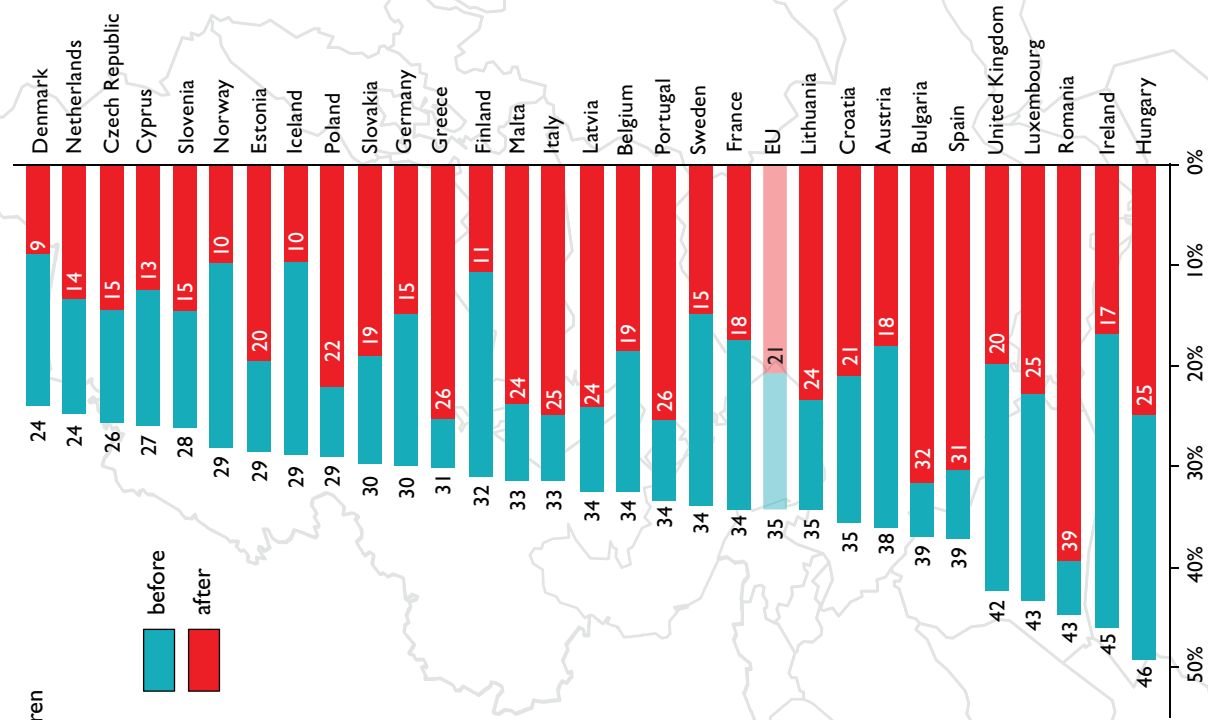 ren
24 9 Denmark
24 14 Netherlands
26 15 Czech Republic
27 13 Cyprus
28 15 Slovenia
29 10 Norway
29 20 Estonia
29 10 Iceland
29 22 Poland
30 19 Slovakia
30 15 Germany
31 26 Greece
32 11 Finland
33 24 Malta
33 25 Italy
34 24 Latvia
34 19 Belgium
34 26 Portugal
34 15 Sweden
34 18 France
35 21 EU
35 24 Lithuania
35 21 Croatia
38 18 Austria
39 32 Bulgaria
39 31 Spain
42 20 United Kingdom
43 25 Luxembourg
43 39 Romania
45 17 Ireland
46 25 Hungary
50% 40% 30% 20% 10% 0%
before
after